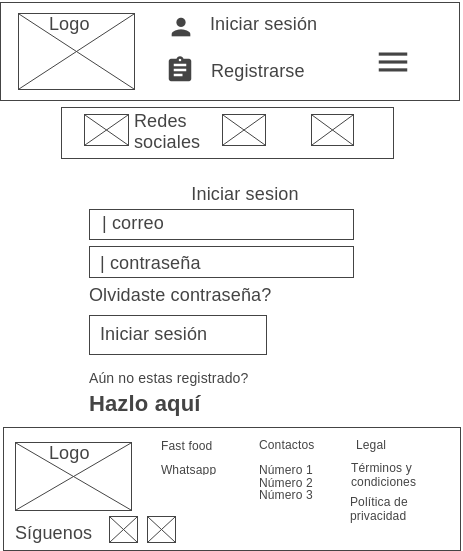 Logo
Iniciar sesión
Registrarse
Redes
sociales
Iniciar sesion
| correo
| contraseña
Olvidaste contraseña?
Iniciar sesión
Aún no estas registrado?
Hazlo aquí
Logo
Síguenos
Fast food
Whatsapp
Contactos
Número 1
Número 2
Número 3
Legal
Términos y
condiciones
Política de
privacidad